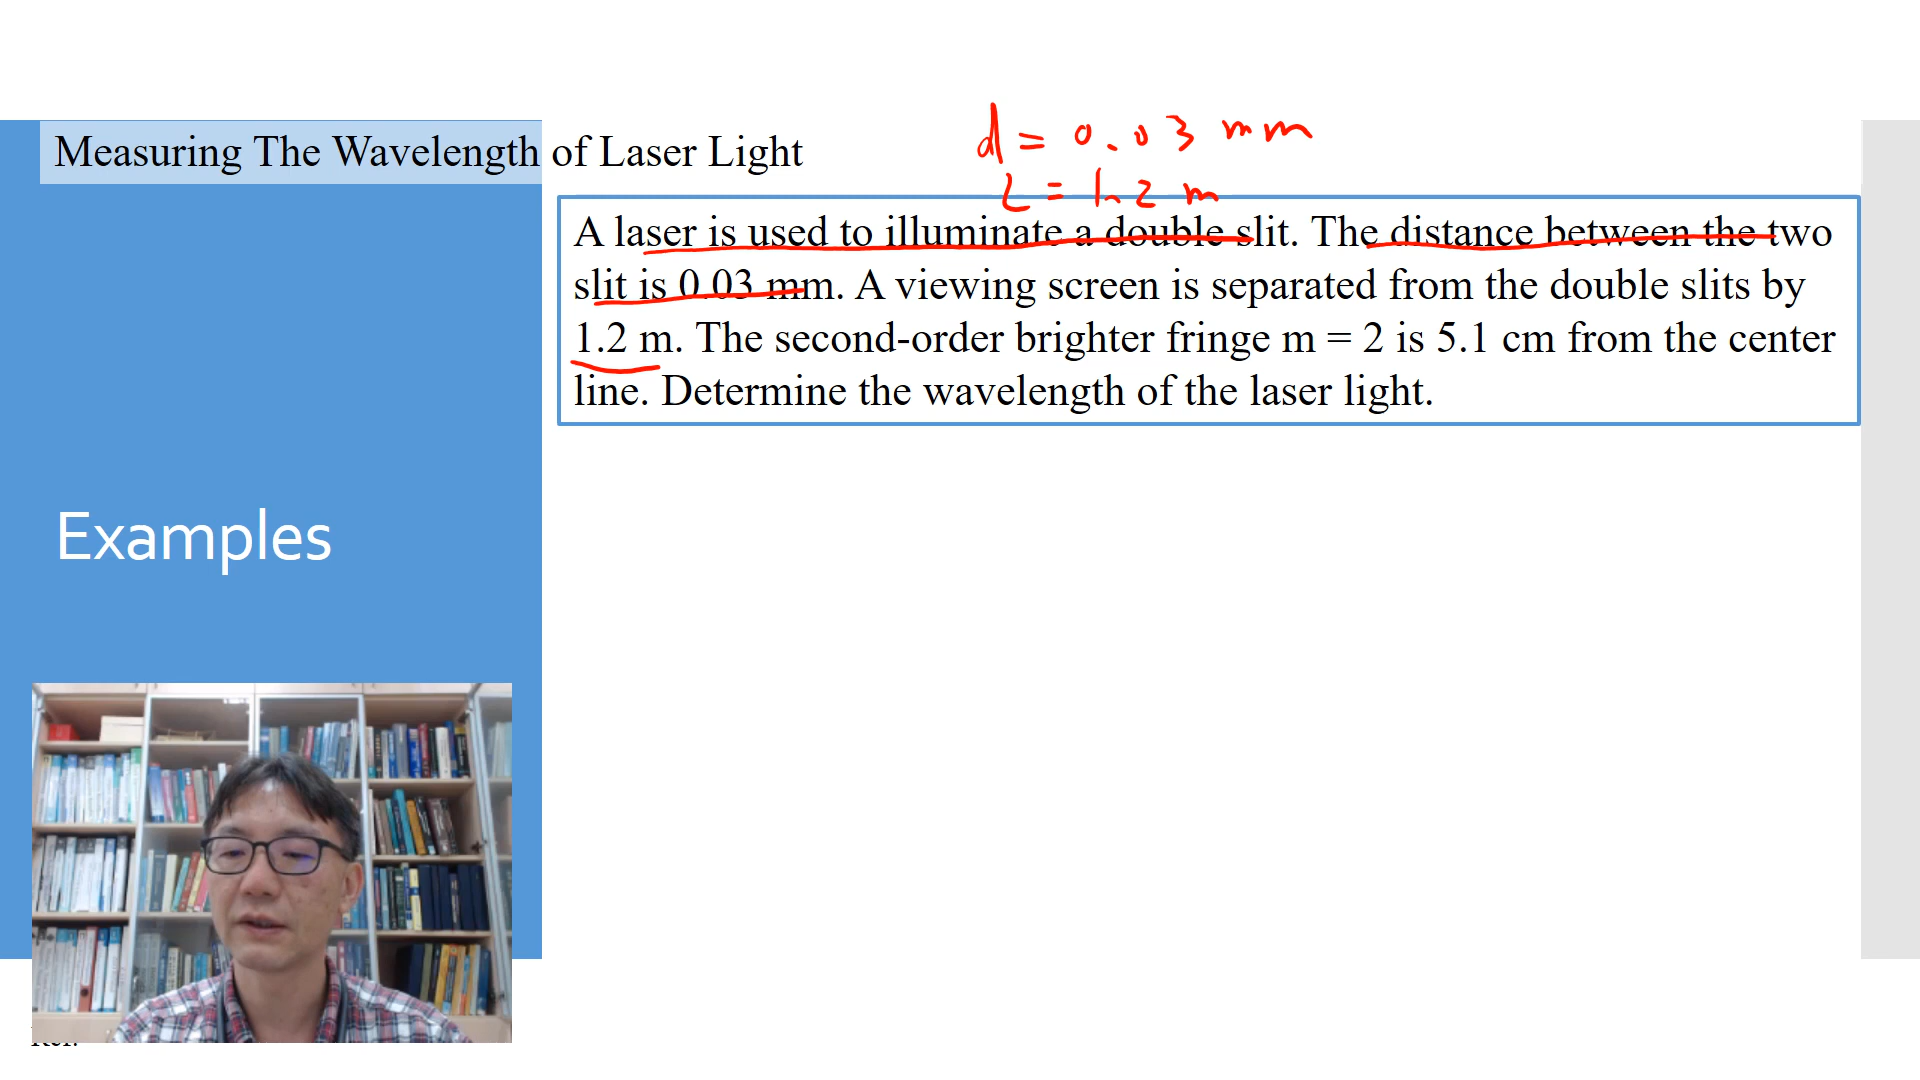 d = 0.03 mm
Measuring The Wavelength of Laser Light
L = 1.2 m
A laser is used to illuminate a double slit. The distance between the two
slit is 0.03 mm. A viewing screen is separated from the double slits by
1.2 m. The second-order brighter fringe m = 2 is 5.1 cm from the center
line. Determine the wavelength of the laser light.
Examples